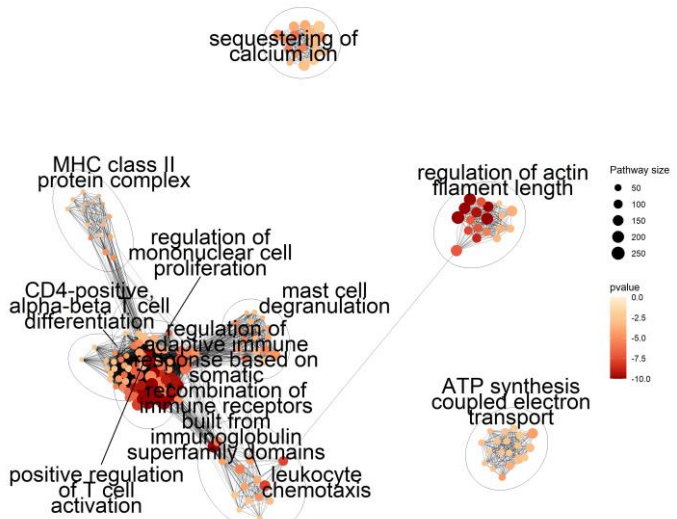 sequestering of
calcium ion
MHC class II
protein complex
regulation of actin
filament length
Pathway size
50
100
150
200
250
regulation of
mononuclear cell
proliferation
pvalue
0.0
-2.5
-5.0
-7.5
-10.0
CD4-positive,
alpha-beta T cell
differentiation
mast cell
degranulation
regulation of
adaptive immune
response based on
somatic
recombination of
immune receptors
built from
immunoglobulin
superfamily domains
ATP synthesis
coupled electron
transport
positive regulation
of T cell
activation
leukocyte
chemotaxis